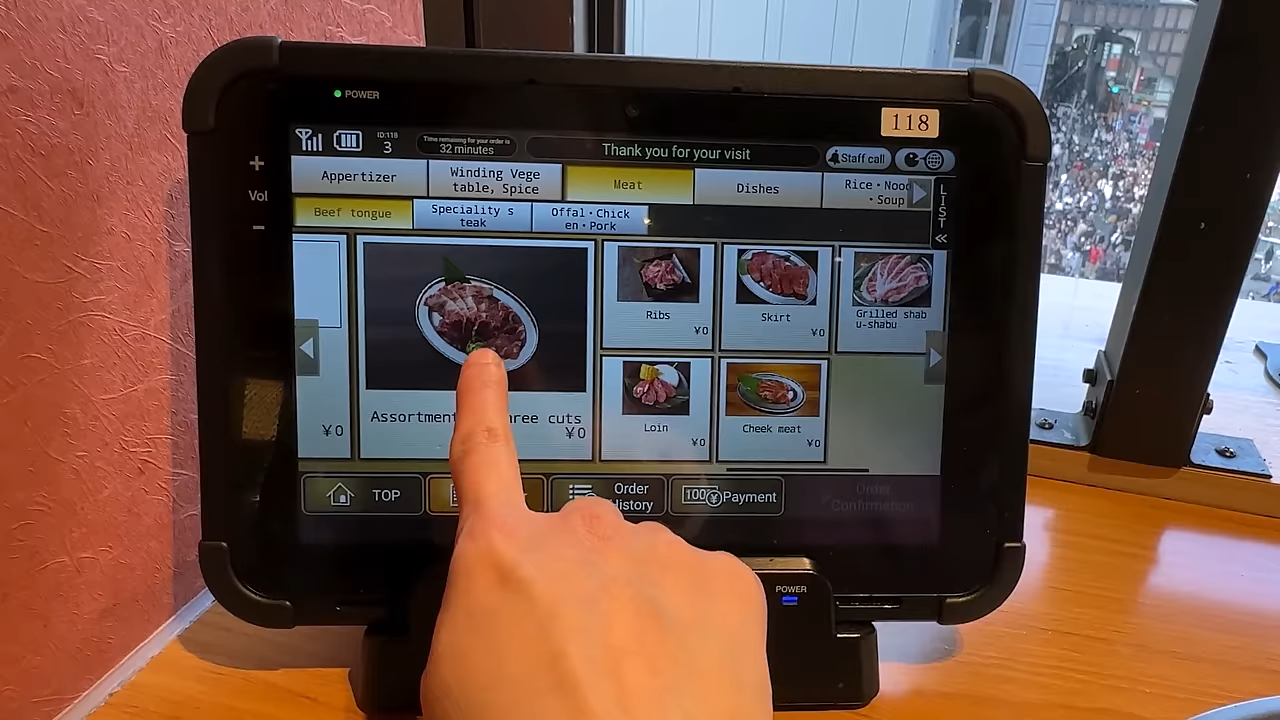 POWER
118
ID:118
3
Time remaining for your order is
32 minutes
Thank you for your visit
Staff call
+
Vol
−
Appertizer
Winding Vege
table, Spice
Meat
Dishes
Rice・Nood
・Soup
LIST
«
Beef tongue
Speciality s
teak
Offal・Chick
en・Pork
Ribs
¥0
Skirt
¥0
Grilled shab
u-shabu
¥0
Assortment hree cuts
¥0
Loin
¥0
Cheek meat
¥0
TOP
Order
History
100
¥
Payment
Order
Confirmation
POWER